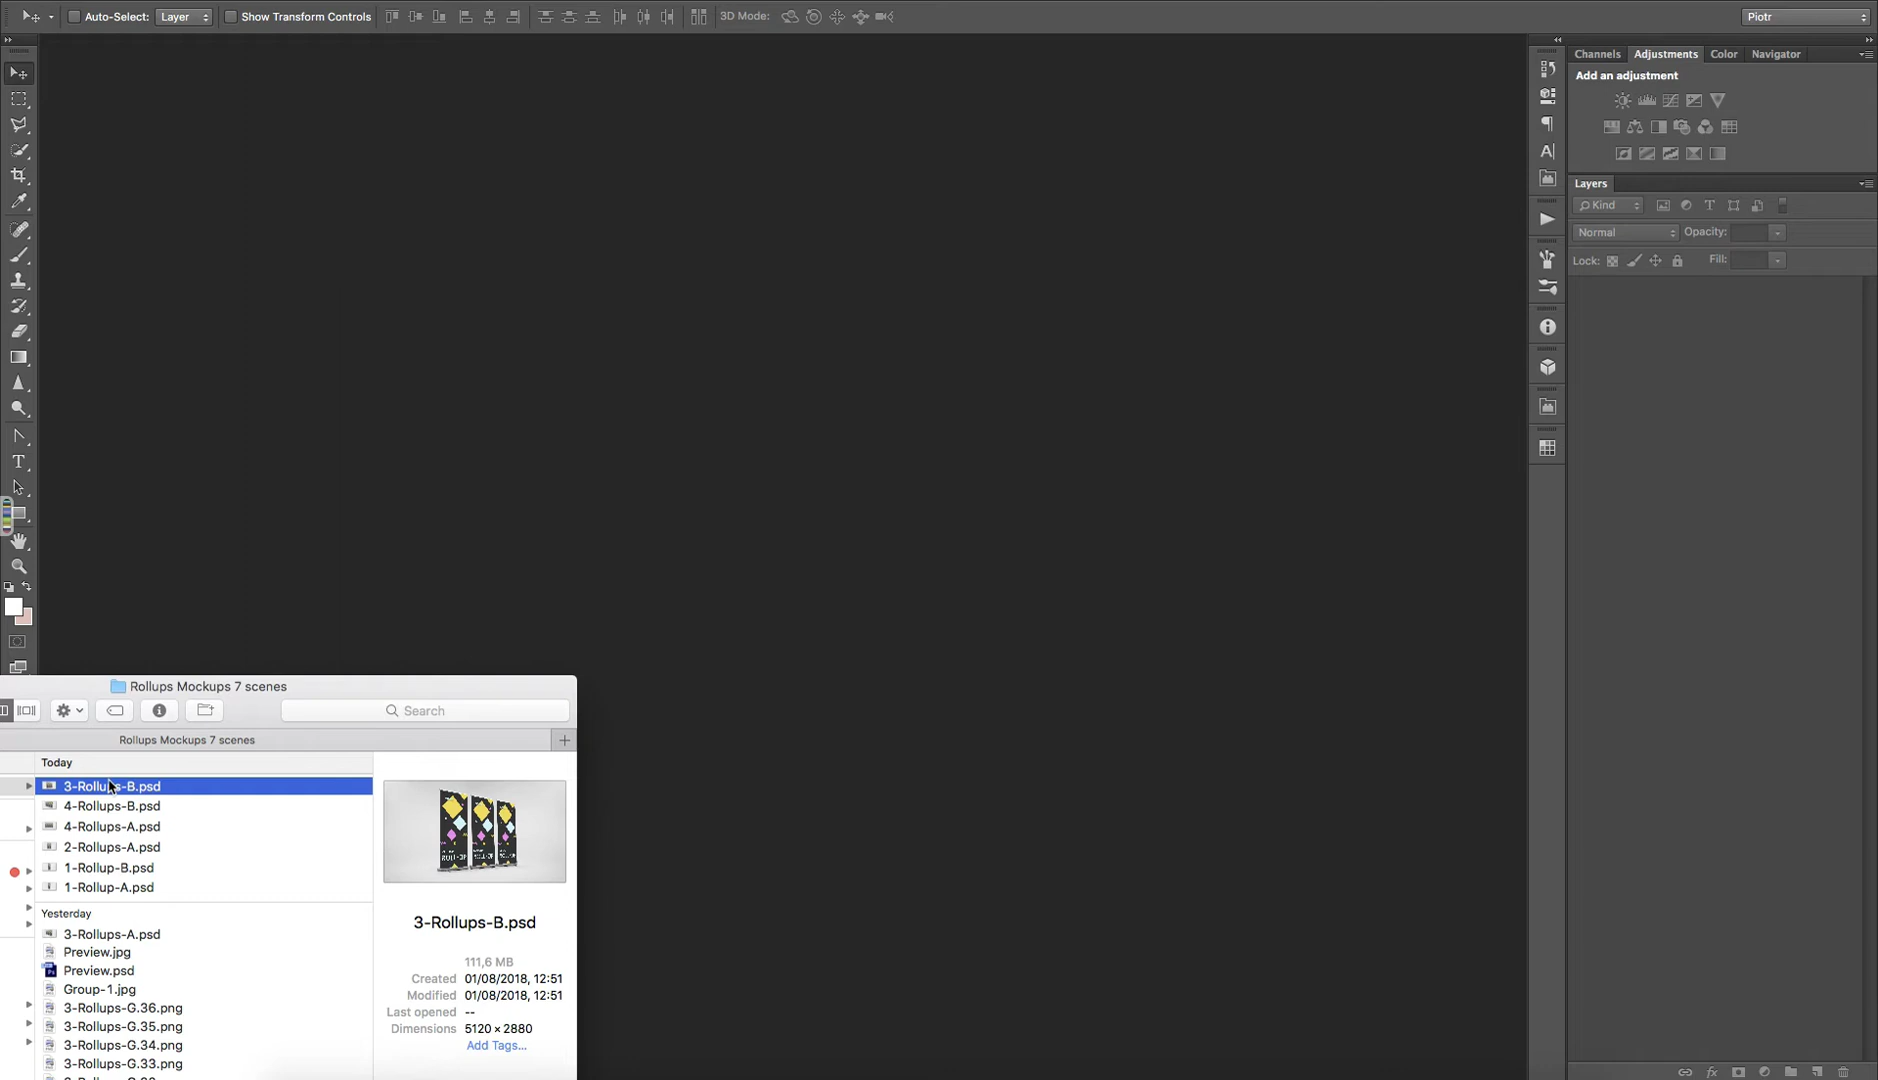 Auto-Select: Layer Show Transform Controls 3D Mode: Piotr
Channels Adjustments Color Navigator
Add an adjustment
Layers
Kind
Normal Opacity:
Lock: Fill:
Rollups Mockups 7 scenes
Search
Rollups Mockups 7 scenes
Today
3-Rollups-B.psd
4-Rollups-B.psd
4-Rollups-A.psd
2-Rollups-A.psd
1-Rollup-B.psd
1-Rollup-A.psd
Yesterday
3-Rollups-A.psd
Preview.jpg
Preview.psd
Group-1.jpg
3-Rollups-G.36.png
3-Rollups-G.35.png
3-Rollups-G.34.png
3-Rollups-G.33.png
3-Rollups-B.psd
111,6 MB
Created 01/08/2018, 12:51
Modified 01/08/2018, 12:51
Last opened --
Dimensions 5120 × 2880
Add Tags...